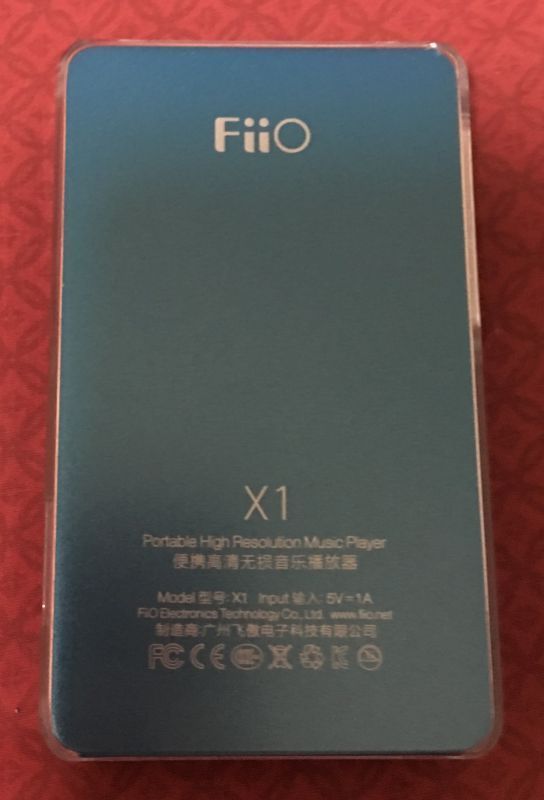 FiiO
X1
Portable High Resolution Music Player
便携高清无损音乐播放器
Model 型号: X1 Input 输入: 5V=1A
FiiO Electronics Technology Co., Ltd. www.fiio.net
制造商:广州飞傲电子科技有限公司
FC CE